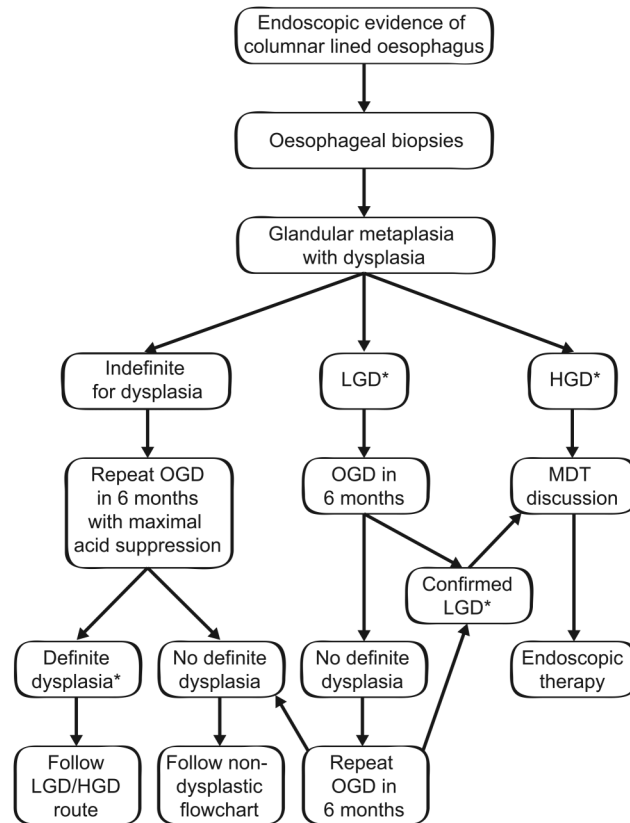 Endoscopic evidence of
columnar lined oesophagus
Oesophageal biopsies
Glandular metaplasia
with dysplasia
Indefinite
for dysplasia
LGD*
HGD*
Repeat OGD
in 6 months
with maximal
acid suppression
OGD in
6 months
MDT
discussion
Confirmed
LGD*
Definite
dysplasia*
No definite
dysplasia
No definite
dysplasia
Endoscopic
therapy
Follow
LGD/HGD
route
Follow non-
dysplastic
flowchart
Repeat
OGD in
6 months